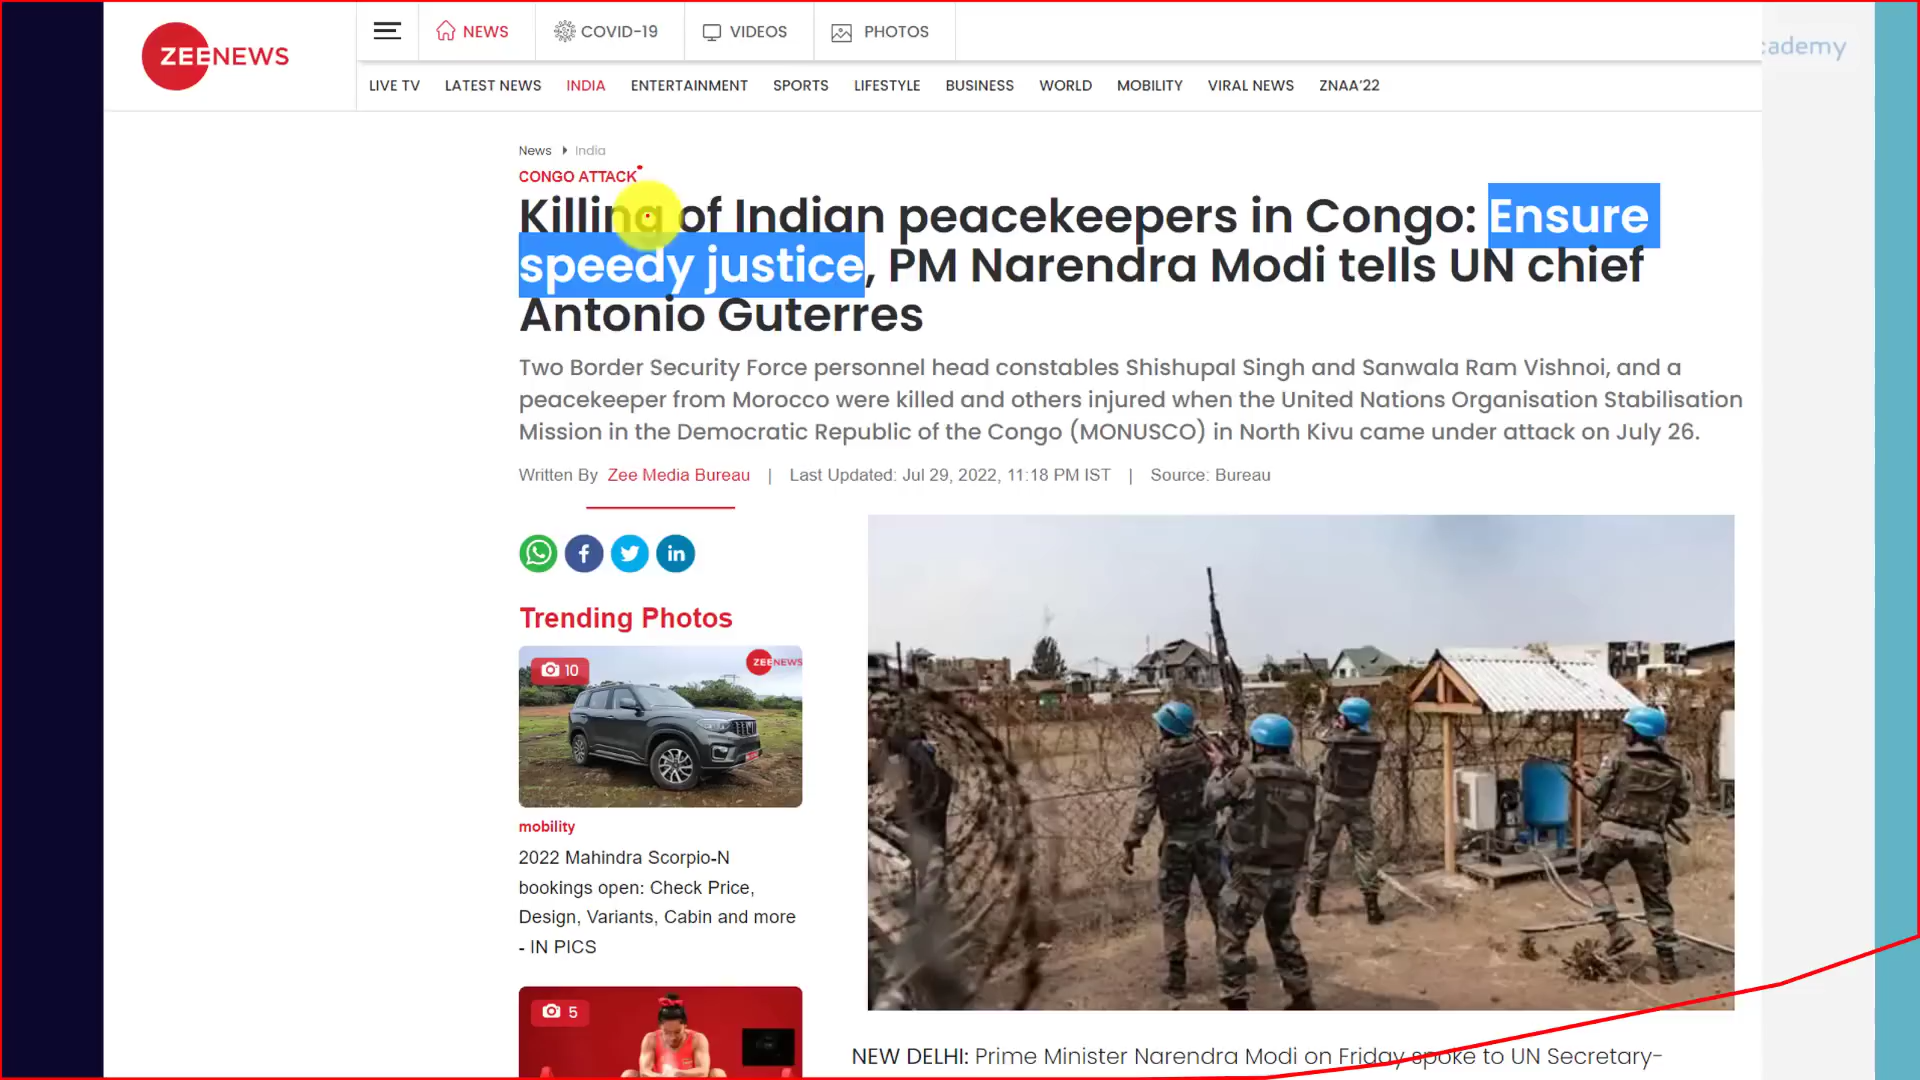 ZEENEWS
NEWS
COVID-19
VIDEOS
PHOTOS
cademy
LIVE TV
LATEST NEWS
INDIA
ENTERTAINMENT
SPORTS
LIFESTYLE
BUSINESS
WORLD
MOBILITY
VIRAL NEWS
ZNAA'22
News
India
CONGO ATTACK
Killing of Indian peacekeepers in Congo: Ensure
speedy justice, PM Narendra Modi tells UN chief
Antonio Guterres
Two Border Security Force personnel head constables Shishupal Singh and Sanwala Ram Vishnoi, and a
peacekeeper from Morocco were killed and others injured when the United Nations Organisation Stabilisation
Mission in the Democratic Republic of the Congo (MONUSCO) in North Kivu came under attack on July 26.
Written By Zee Media Bureau | Last Updated: Jul 29, 2022, 11:18 PM IST | Source: Bureau
Trending Photos
10
ZEENEWS
mobility
2022 Mahindra Scorpio-N
bookings open: Check Price,
Design, Variants, Cabin and more
- IN PICS
5
NEW DELHI: Prime Minister Narendra Modi on Friday spoke to UN Secretary-